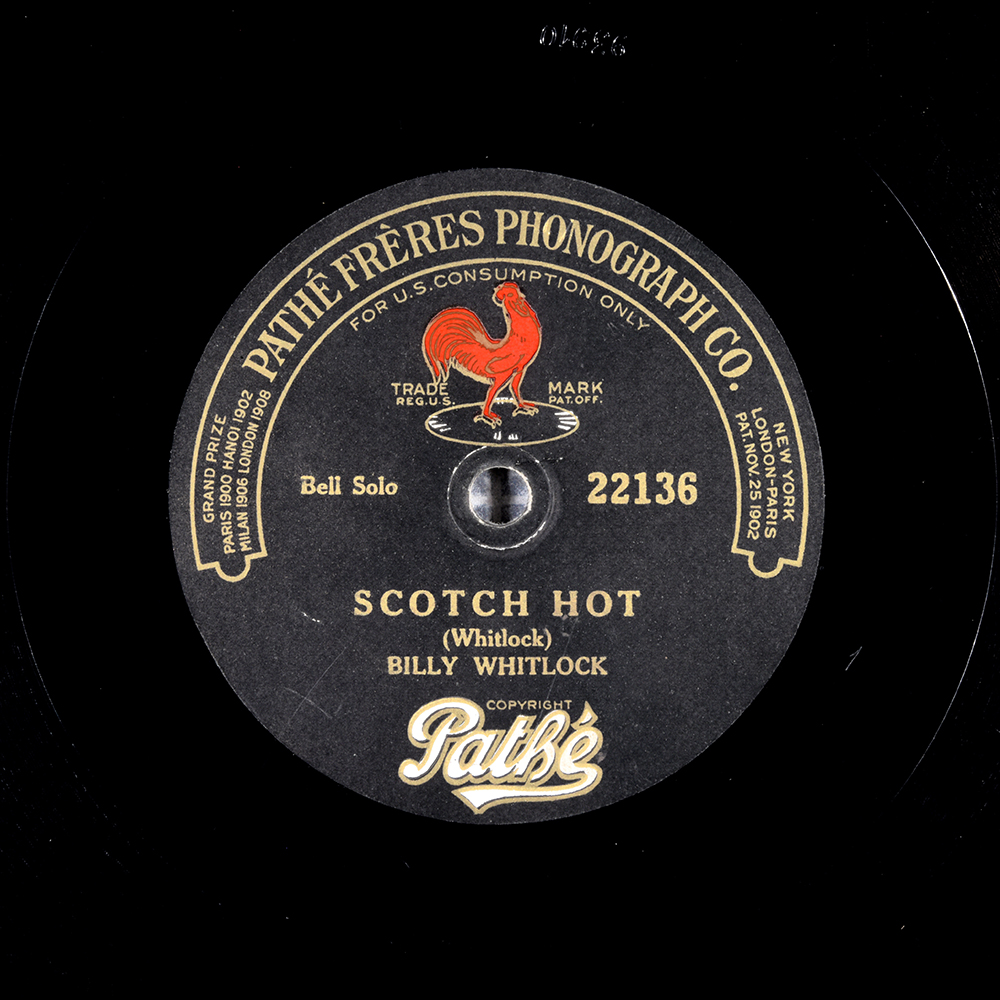 PATHÉ FRÈRES PHONOGRAPH CO.
FOR U.S. CONSUMPTION ONLY
GRAND PRIZE
PARIS 1900 HANOI 1902
MILAN 1906 LONDON 1908
NEW YORK
LONDON-PARIS
PAT. NOV. 25 1902
TRADE MARK
REG. U.S. PAT. OFF.
Bell Solo 22136
SCOTCH HOT
(Whitlock)
BILLY WHITLOCK
COPYRIGHT
Pathé